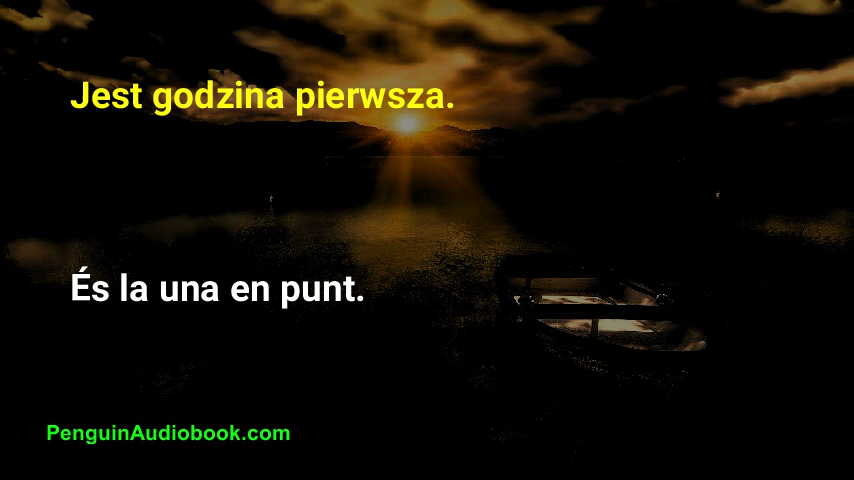 Jest godzina pierwsza.
És la una en punt.
PenguinAudiobook.com